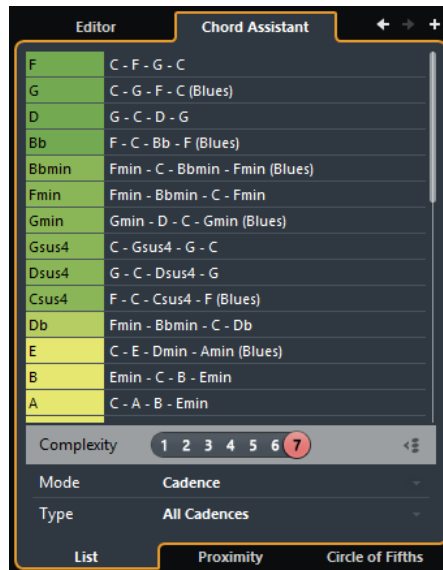 Editor Chord Assistant
F C - F - G - C
G C - G - F - C (Blues)
D G - C - D - G
Bb F - C - Bb - F (Blues)
Bbmin Fmin - C - Bbmin - Fmin (Blues)
Fmin Fmin - Bbmin - C - Fmin
Gmin Gmin - D - C - Gmin (Blues)
Gsus4 C - Gsus4 - G - C
Dsus4 G - C - Dsus4 - G
Csus4 F - C - Csus4 - F (Blues)
Db Fmin - Bbmin - C - Db
E C - E - Dmin - Amin (Blues)
B Emin - C - B - Emin
A C - A - B - Emin
Complexity 1 2 3 4 5 6 7
Mode Cadence
Type All Cadences
List Proximity Circle of Fifths